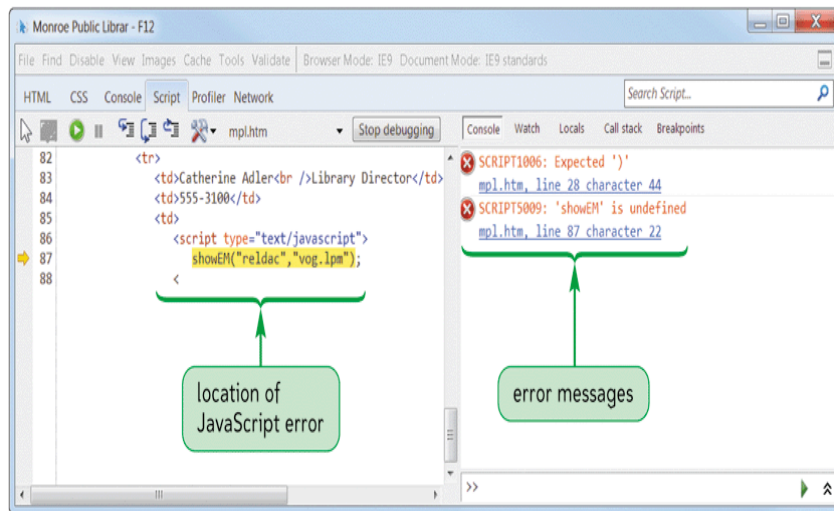 Monroe Public Librar - F12
File Find Disable View Images Cache Tools Validate Browser Mode: IE9 Document Mode: IE9 standards
HTML CSS Console Script Profiler Network
Search Script...
mpl.htm
Stop debugging
Console Watch Locals Call stack Breakpoints
82 <tr>
83 <td>Catherine Adler<br />Library Director</td>
84 <td>555-3100</td>
85 <td>
86 <script type="text/javascript">
87 showEM("reldac","vog.lpm");
88 <
SCRIPT1006: Expected ')'
mpl.htm, line 28 character 44
SCRIPT5009: 'showEM' is undefined
mpl.htm, line 87 character 22
location of
JavaScript error
error messages
>>